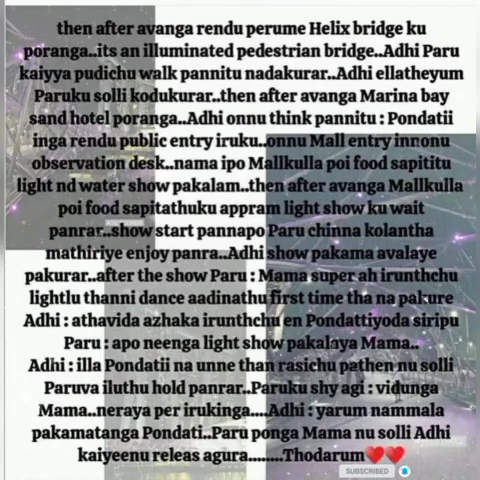 then after avanga rendu perume Helix bridge ku
poranga..its an illuminated pedestrian bridge..Adhi Paru
kaiyya pudichu walk pannitu nadakurar..Adhi ellatheyum
Paruku solli kodukurar..then after avanga Marina bay
sand hotel poranga..Adhi onnu think pannitu : Pondatii
inga rendu public entry iruku..onnu Mall entry innonu
observation desk..nama ipo Mallkulla poi food sapititu
light nd water show pakalam..then after avanga Mallkulla
poi food sapitathuku appram light show ku wait
panrar..show start pannapo Paru chinna kolantha
mathiriye enjoy panra..Adhi show pakama avalaye
pakurar..after the show Paru : Mama super ah irunthchu
lightlu thanni dance aadinathu first time tha na pakure
Adhi : athavida azhaka irunthchu en Pondattiyoda siripu
Paru : apo neenga light show pakalaya Mama..
Adhi : illa Pondatii na unne than rasichu pathen nu solli
Paruva iluthu hold panrar..Paruku shy agi : vidunga
Mama..neraya per irukinga....Adhi : yarum nammala
pakamatanga Pondati..Paru ponga Mama nu solli Adhi
kaiyeenu releas agura........Thodarum❤️❤️
SUBSCRIBED